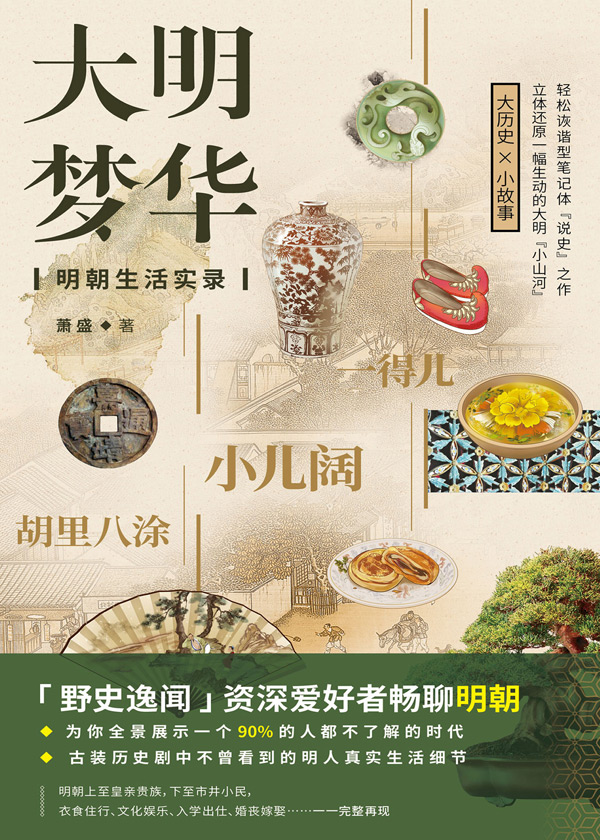 大明
梦华
明朝生活实录
萧盛◆著
轻松诙谐型笔记体『说史』之作
立体还原一幅生动的大明『小山河』
大历史×小故事
一得儿
小儿阔
胡里八涂
「野史逸闻」资深爱好者畅聊明朝
◆ 为你全景展示一个90%的人都不了解的时代
◆ 古装历史剧中不曾看到的明人真实生活细节
明朝上至皇亲贵族，下至市井小民，
衣食住行、文化娱乐、入学出仕、婚丧嫁娶……一一完整再现